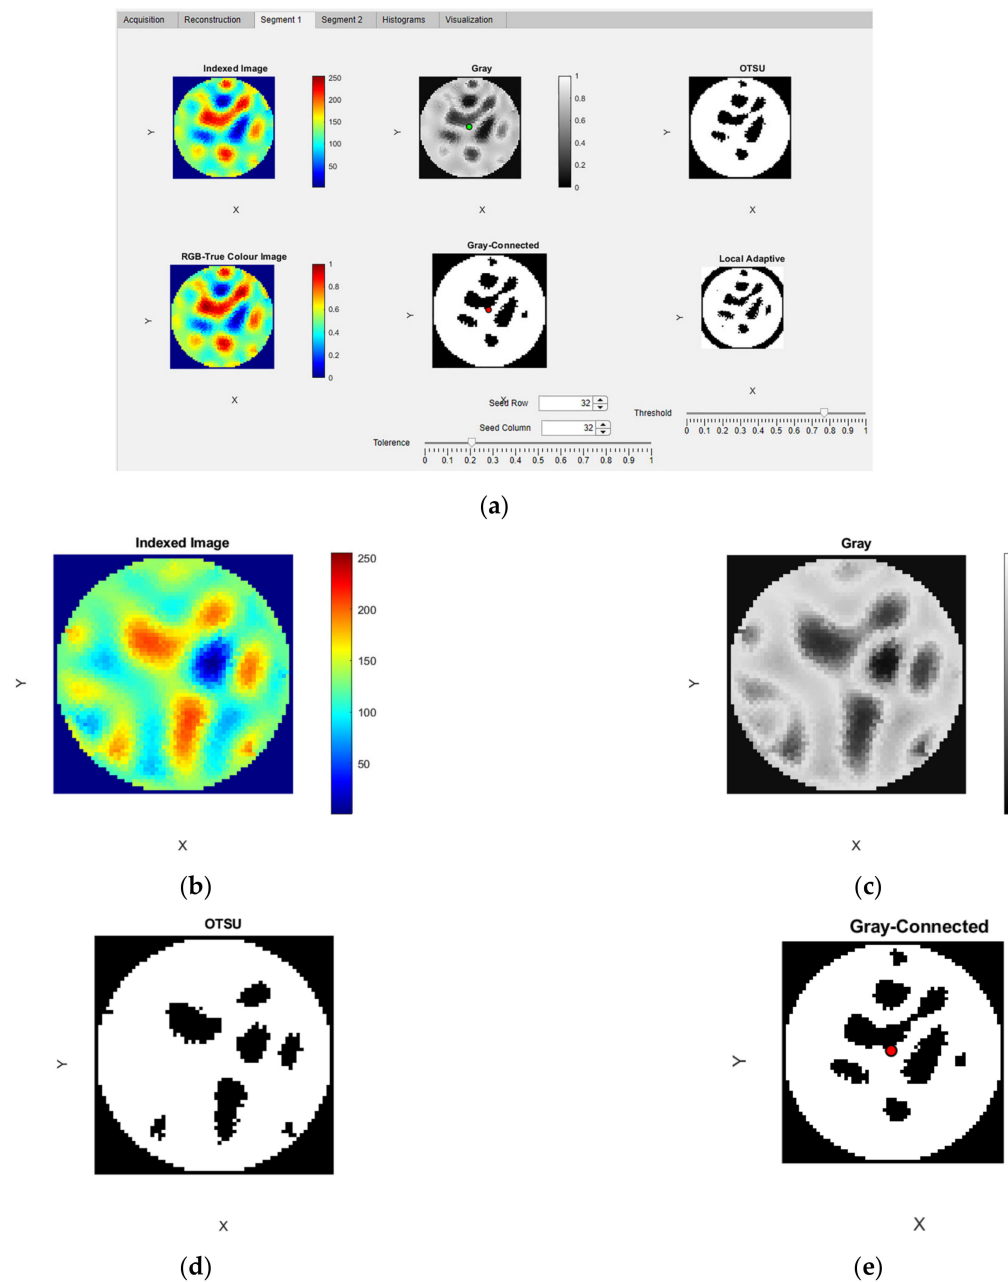 Acquisition Reconstruction Segment 1 Segment 2 Histograms Visualization
Indexed Image
Y
X
250
200
150
100
50
Gray
Y
X
1
0.8
0.6
0.4
0.2
0
OTSU
Y
X
RGB-True Colour Image
Y
X
1
0.8
0.6
0.4
0.2
0
Gray-Connected
Y
X
Local Adaptive
Y
X
Seed Row 32
Seed Column 32
Tolerence
0 0.1 0.2 0.3 0.4 0.5 0.6 0.7 0.8 0.9 1
Threshold
0 0.1 0.2 0.3 0.4 0.5 0.6 0.7 0.8 0.9 1
(a)
Indexed Image
Y
X
250
200
150
100
50
(b)
Gray
Y
X
(c)
OTSU
Y
X
(d)
Gray-Connected
Y
X
(e)